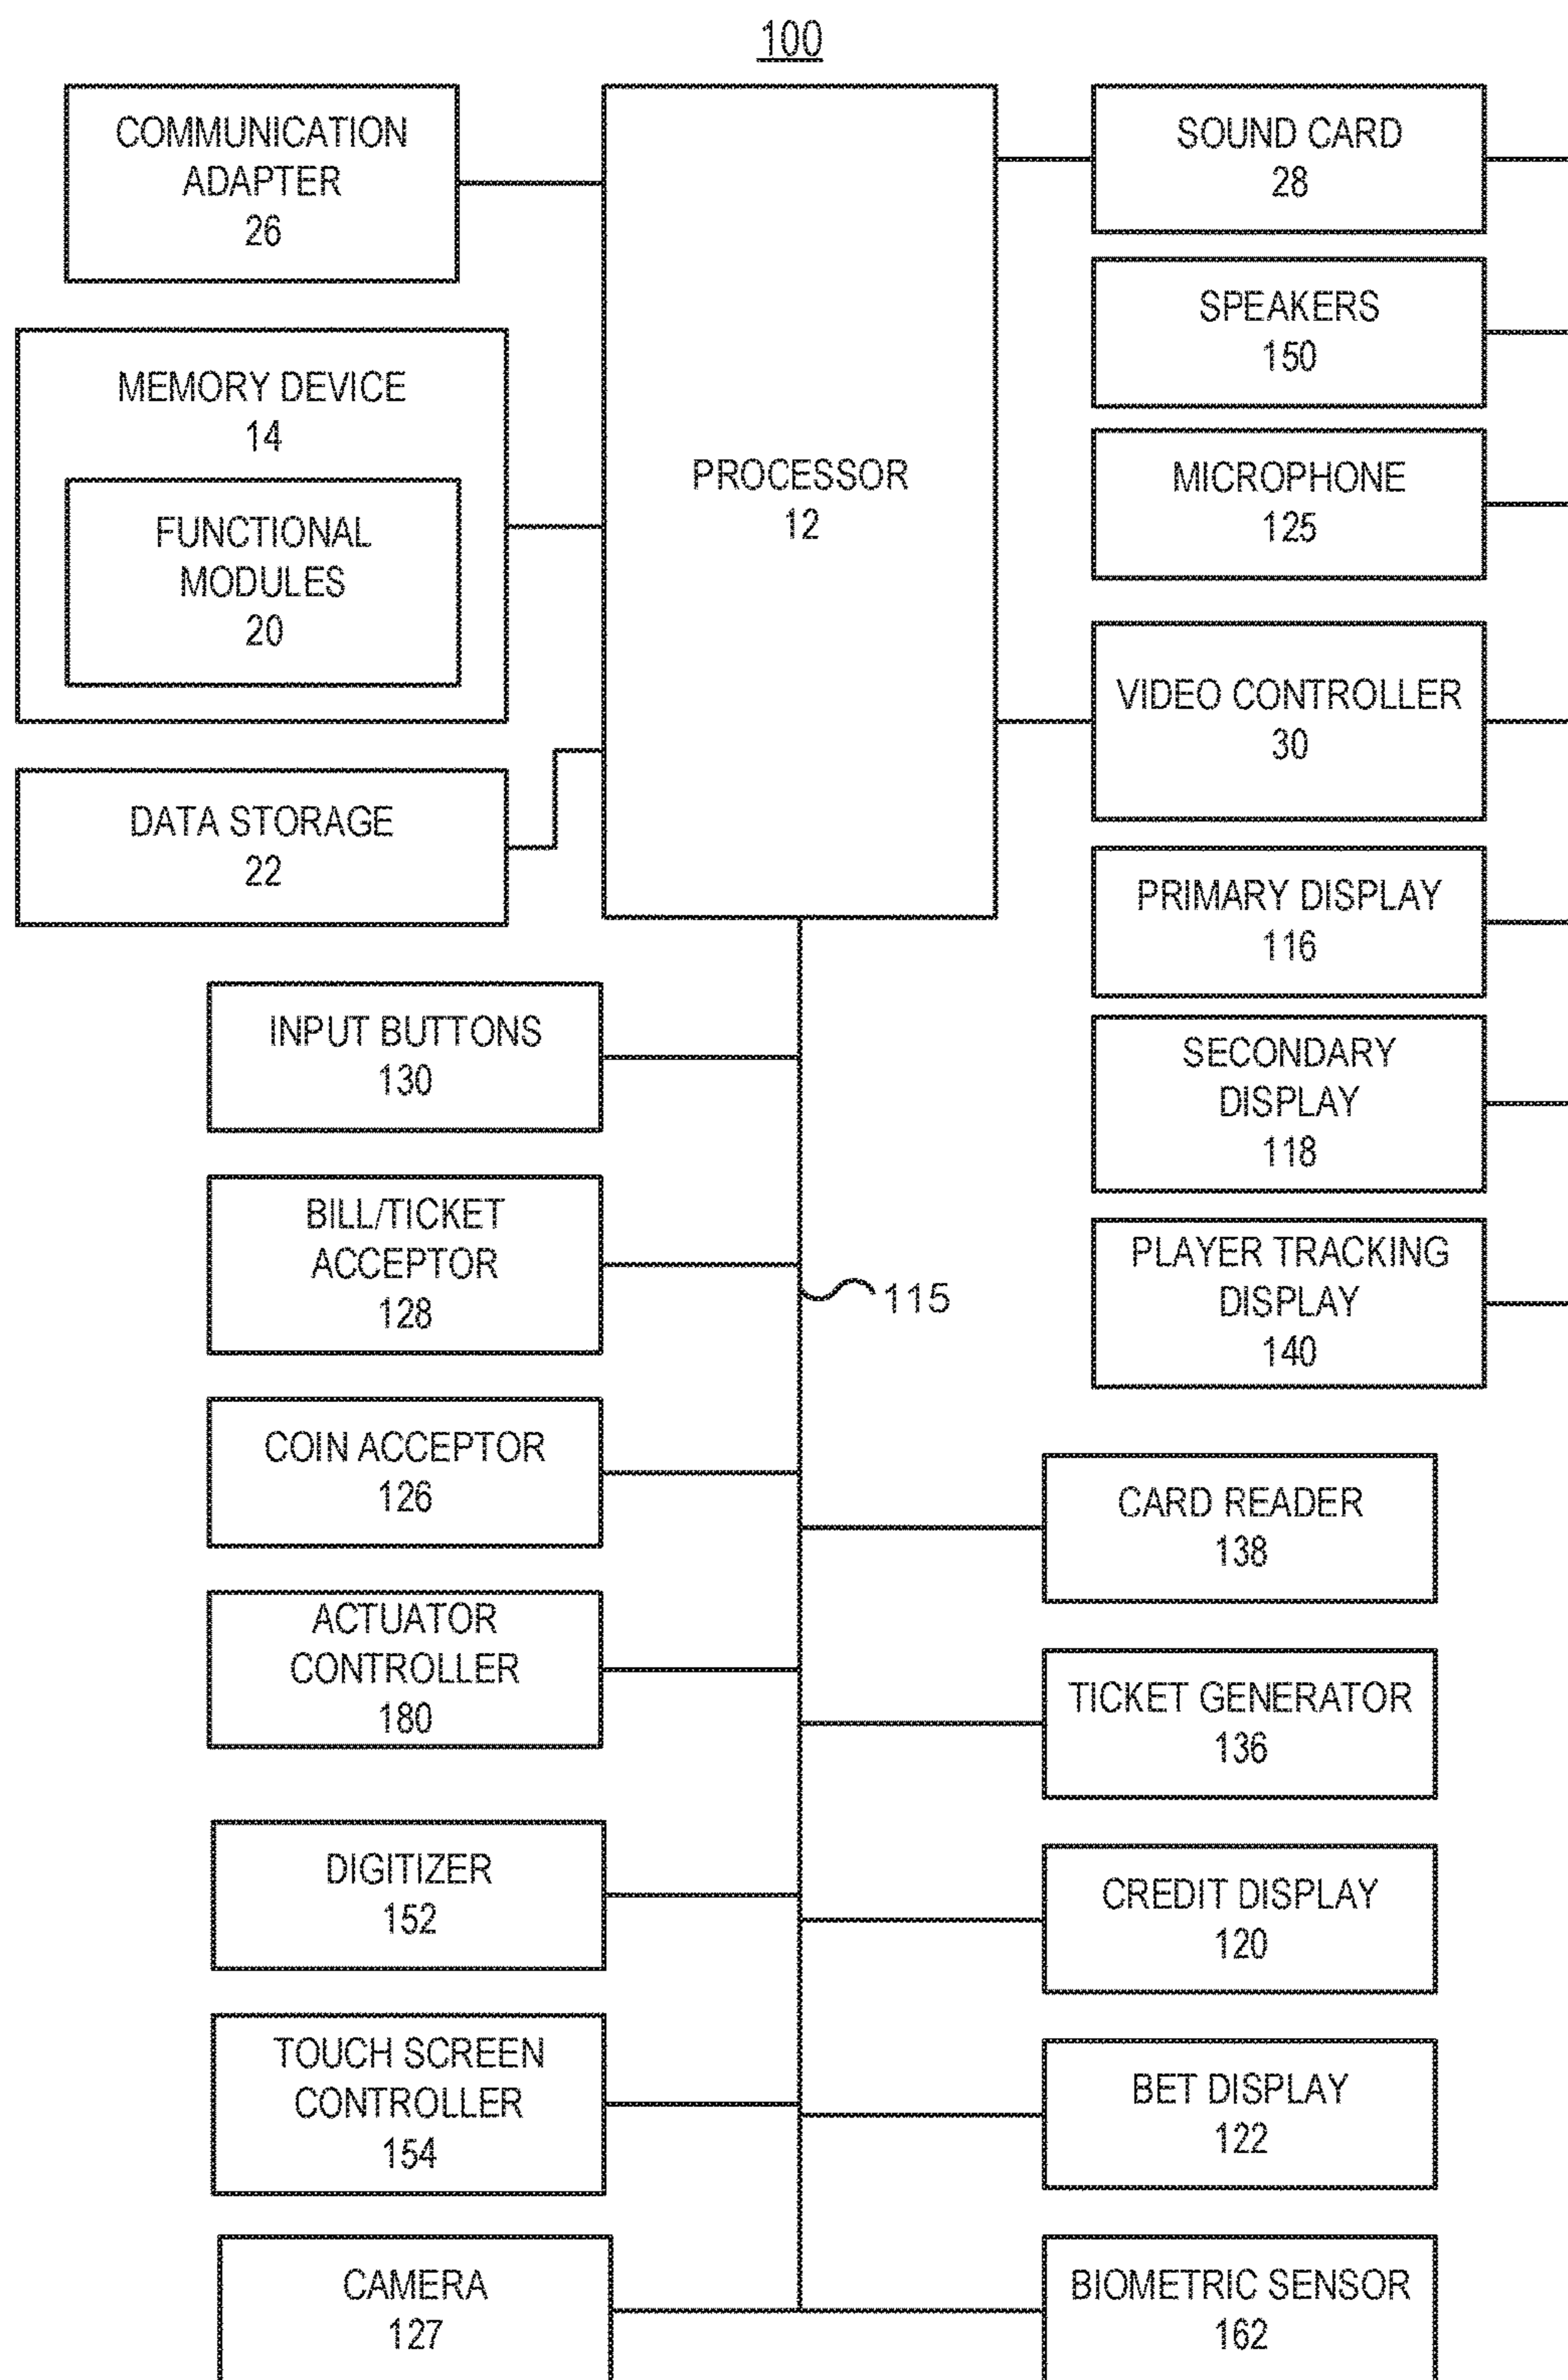 100
COMMUNICATION
ADAPTER
26
MEMORY DEVICE
14
FUNCTIONAL
MODULES
20
DATA STORAGE
22
PROCESSOR
12
SOUND CARD
28
SPEAKERS
150
MICROPHONE
125
VIDEO CONTROLLER
30
PRIMARY DISPLAY
116
SECONDARY
DISPLAY
118
PLAYER TRACKING
DISPLAY
140
INPUT BUTTONS
130
BILL/TICKET
ACCEPTOR
128
115
COIN ACCEPTOR
126
ACTUATOR
CONTROLLER
180
DIGITIZER
152
TOUCH SCREEN
CONTROLLER
154
CAMERA
127
CARD READER
138
TICKET GENERATOR
136
CREDIT DISPLAY
120
BET DISPLAY
122
BIOMETRIC SENSOR
162